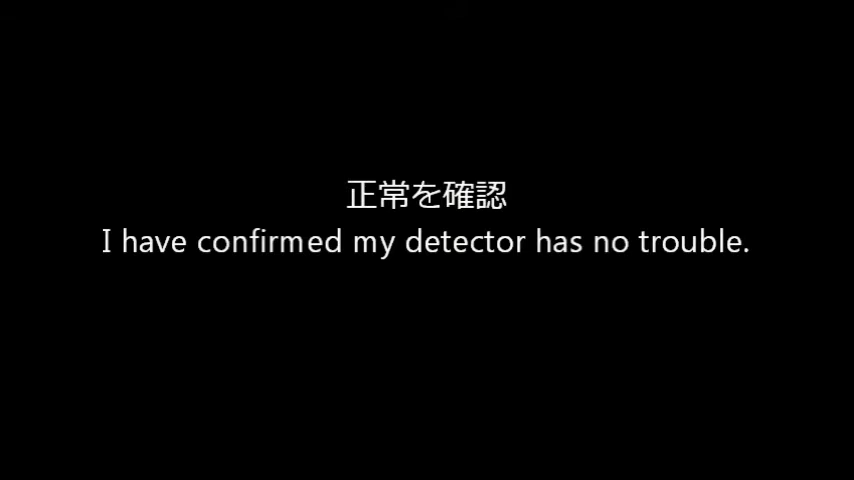 正常を確認
I have confirmed my detector has no trouble.